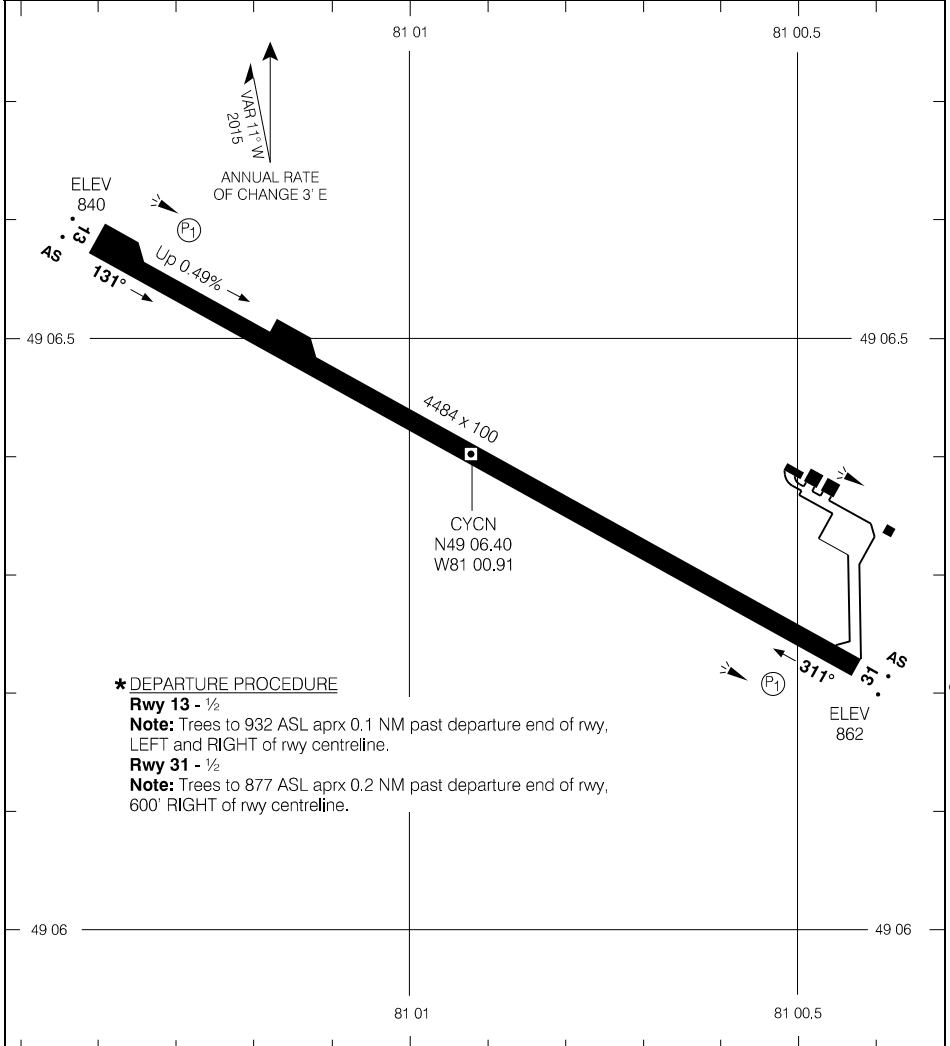 81 01
81 00.5
VAR 11° W
2015
ANNUAL RATE
OF CHANGE 3' E
ELEV
840
P1
13
AS
131°
Up 0.49%
49 06.5
49 06.5
4484 x 100
CYCN
N49 06.40
W81 00.91
311°
31
AS
P1
ELEV
862
* DEPARTURE PROCEDURE
Rwy 13 - ½
Note: Trees to 932 ASL aprx 0.1 NM past departure end of rwy,
LEFT and RIGHT of rwy centreline.
Rwy 31 - ½
Note: Trees to 877 ASL aprx 0.2 NM past departure end of rwy,
600' RIGHT of rwy centreline.
49 06
49 06
81 01
81 00.5